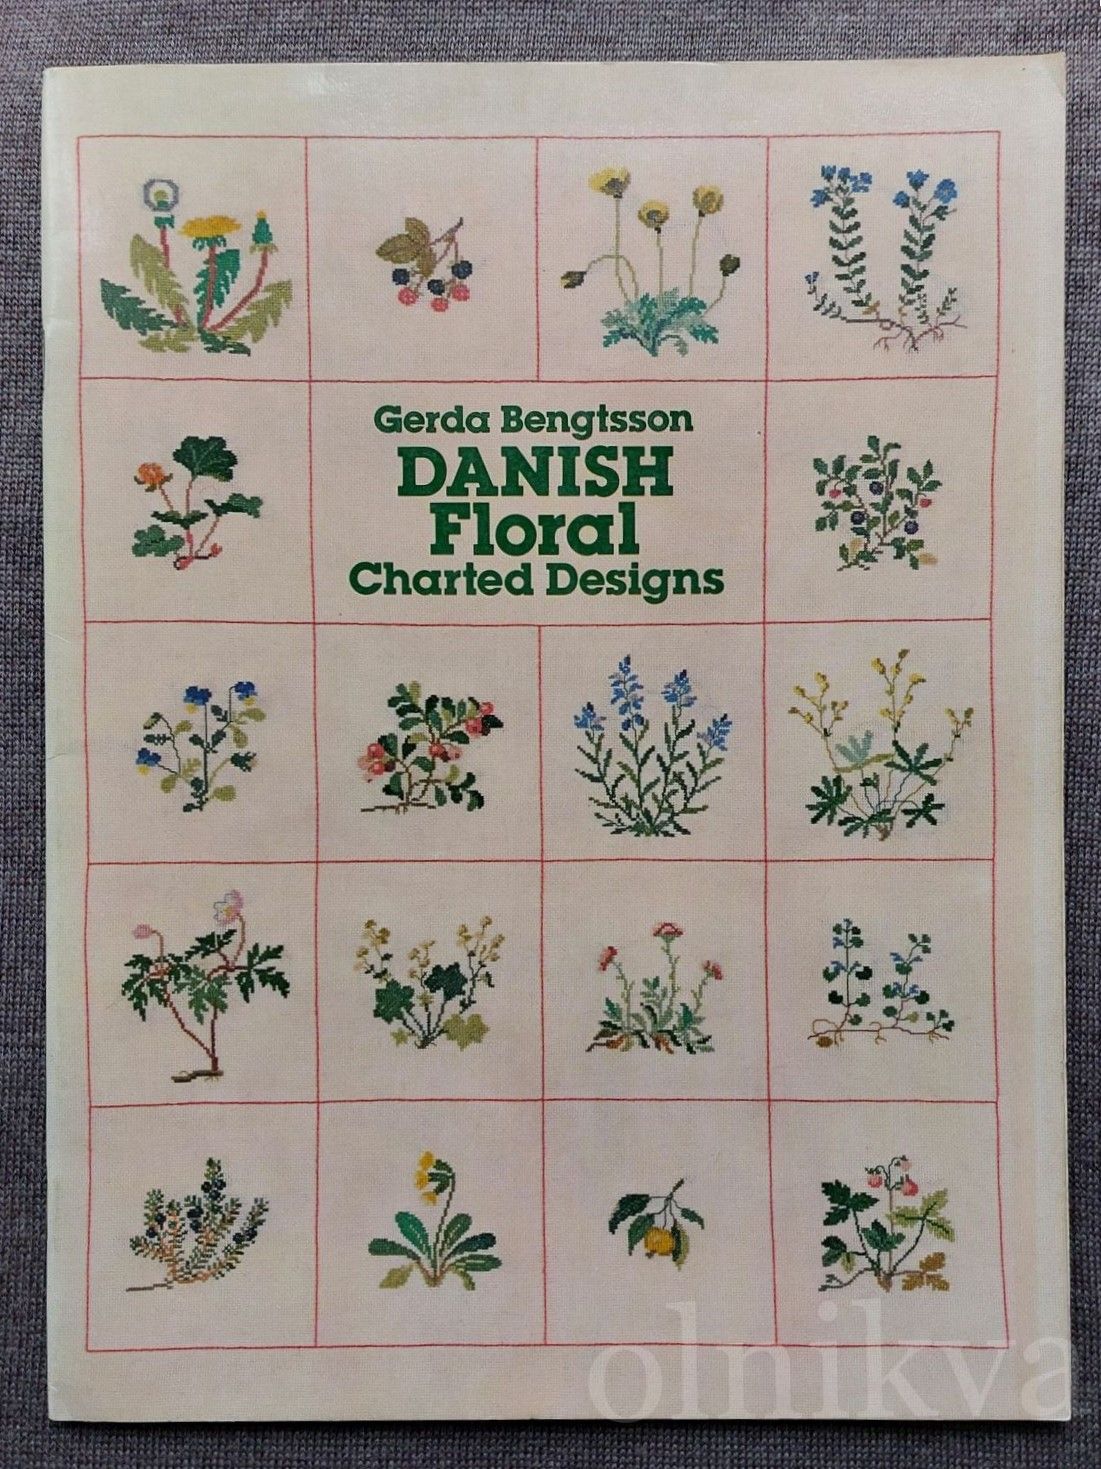 Gerda Bengtsson
DANISH
Floral
Charted Designs
olnikva